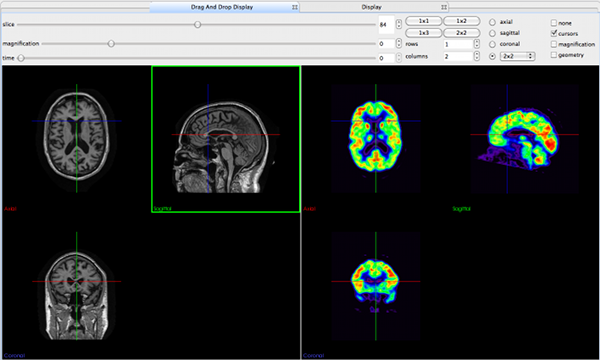 Drag And Drop Display
Display
slice
84
1x1
1x2
axial
none
1x3
2x2
sagittal
cursors
magnification
0
rows
1
coronal
magnification
time
0
columns
2
2x2
geometry
Axial
Sagittal
Axial
Sagittal
Coronal
Coronal